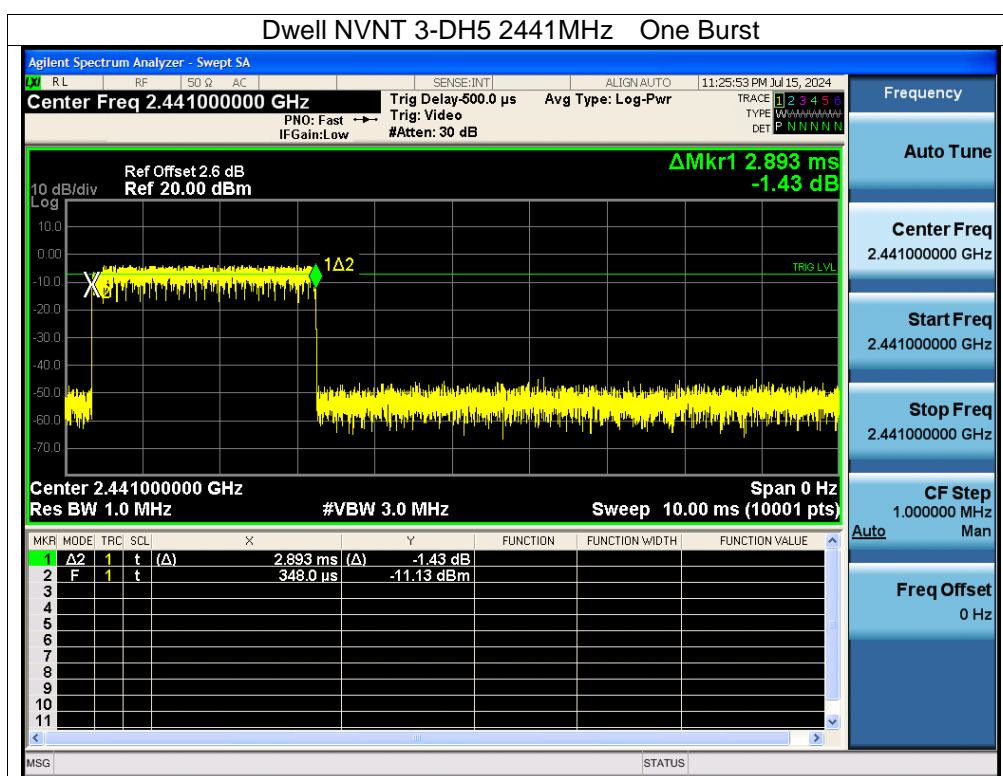 Dwell NVNT 3-DH5 2441MHz One Burst
Agilent Spectrum Analyzer - Swept SA
LXI RL RF 50 Ω AC SENSE:INT ALIGN AUTO 11:25:53 PM Jul 15, 2024
Center Freq 2.441000000 GHz
PNO: Fast
IFGain:Low
Trig Delay-500.0 µs
Trig: Video
#Atten: 30 dB
Avg Type: Log-Pwr
TRACE 1 2 3 4 5 6
TYPE WWWWWW
DET P N N N N N
ΔMkr1 2.893 ms
-1.43 dB
Ref Offset 2.6 dB
10 dB/div Ref 20.00 dBm
Log
10.0
0.00
-10.0
-20.0
-30.0
-40.0
-50.0
-60.0
-70.0
1Δ2
TRIG LVL
Center 2.441000000 GHz Span 0 Hz
Res BW 1.0 MHz #VBW 3.0 MHz Sweep 10.00 ms (10001 pts)
MKR MODE TRC SCL X Y FUNCTION FUNCTION WIDTH FUNCTION VALUE
1 Δ2 1 t (Δ) 2.893 ms (Δ) -1.43 dB
2 F 1 t 348.0 µs -11.13 dBm
3
4
5
6
7
8
9
10
11
MSG STATUS
Frequency
Auto Tune
Center Freq
2.441000000 GHz
Start Freq
2.441000000 GHz
Stop Freq
2.441000000 GHz
CF Step
1.000000 MHz
Auto Man
Freq Offset
0 Hz